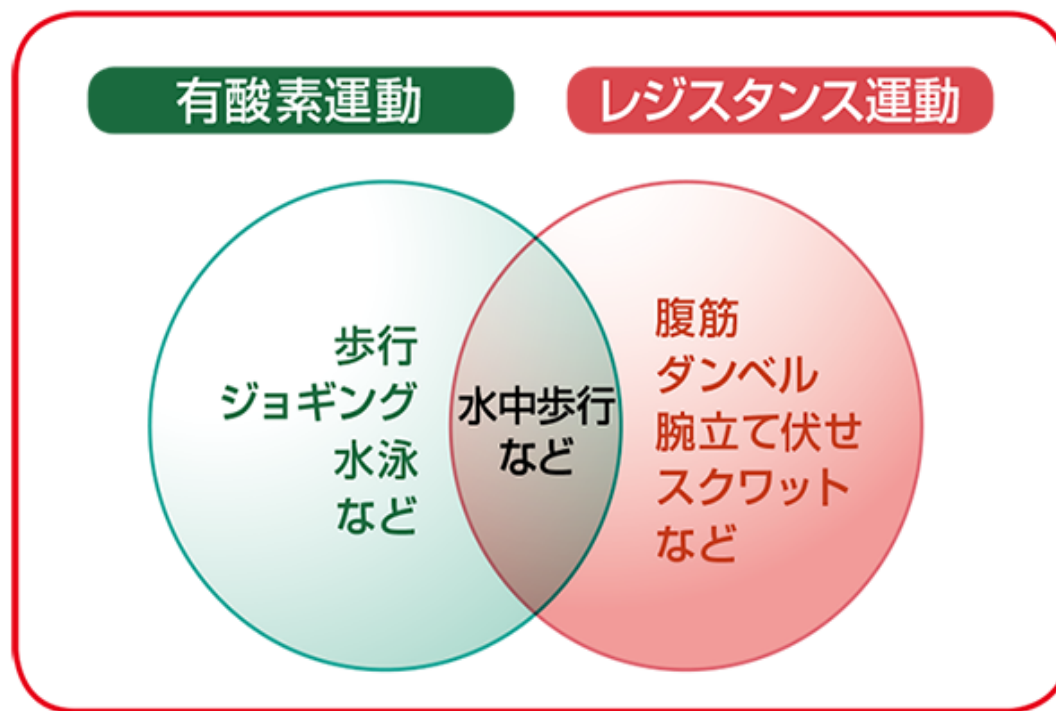 有酸素運動
レジスタンス運動
歩行
ジョギング
水泳
など
水中歩行
など
腹筋
ダンベル
腕立て伏せ
スクワット
など